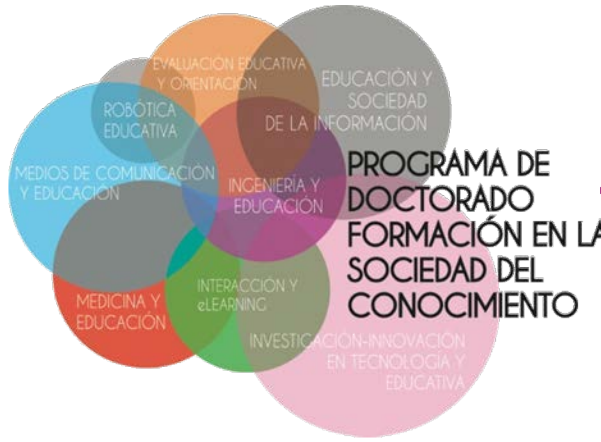 EVALUACIÓN EDUCATIVA
Y ORIENTACIÓN
EDUCACIÓN Y
SOCIEDAD
DE LA INFORMACIÓN
ROBÓTICA
EDUCATIVA
MEDIOS DE COMUNICACIÓN
Y EDUCACIÓN
INGENIERÍA Y
EDUCACIÓN
PROGRAMA DE
DOCTORADO
FORMACIÓN EN LA
SOCIEDAD DEL
CONOCIMIENTO
MEDICINA Y
EDUCACIÓN
INTERACCIÓN Y
eLEARNING
INVESTIGACIÓN-INNOVACIÓN
EN TECNOLOGÍA Y
EDUCATIVA